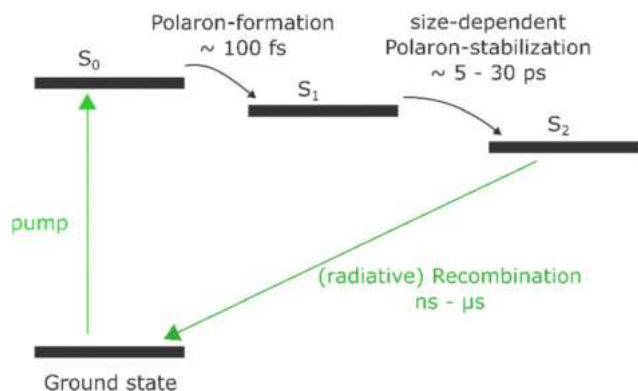 Polaron-formation
~ 100 fs
size-dependent
Polaron-stabilization
~ 5 - 30 ps
S0
S1
S2
pump
(radiative) Recombination
ns - μs
Ground state